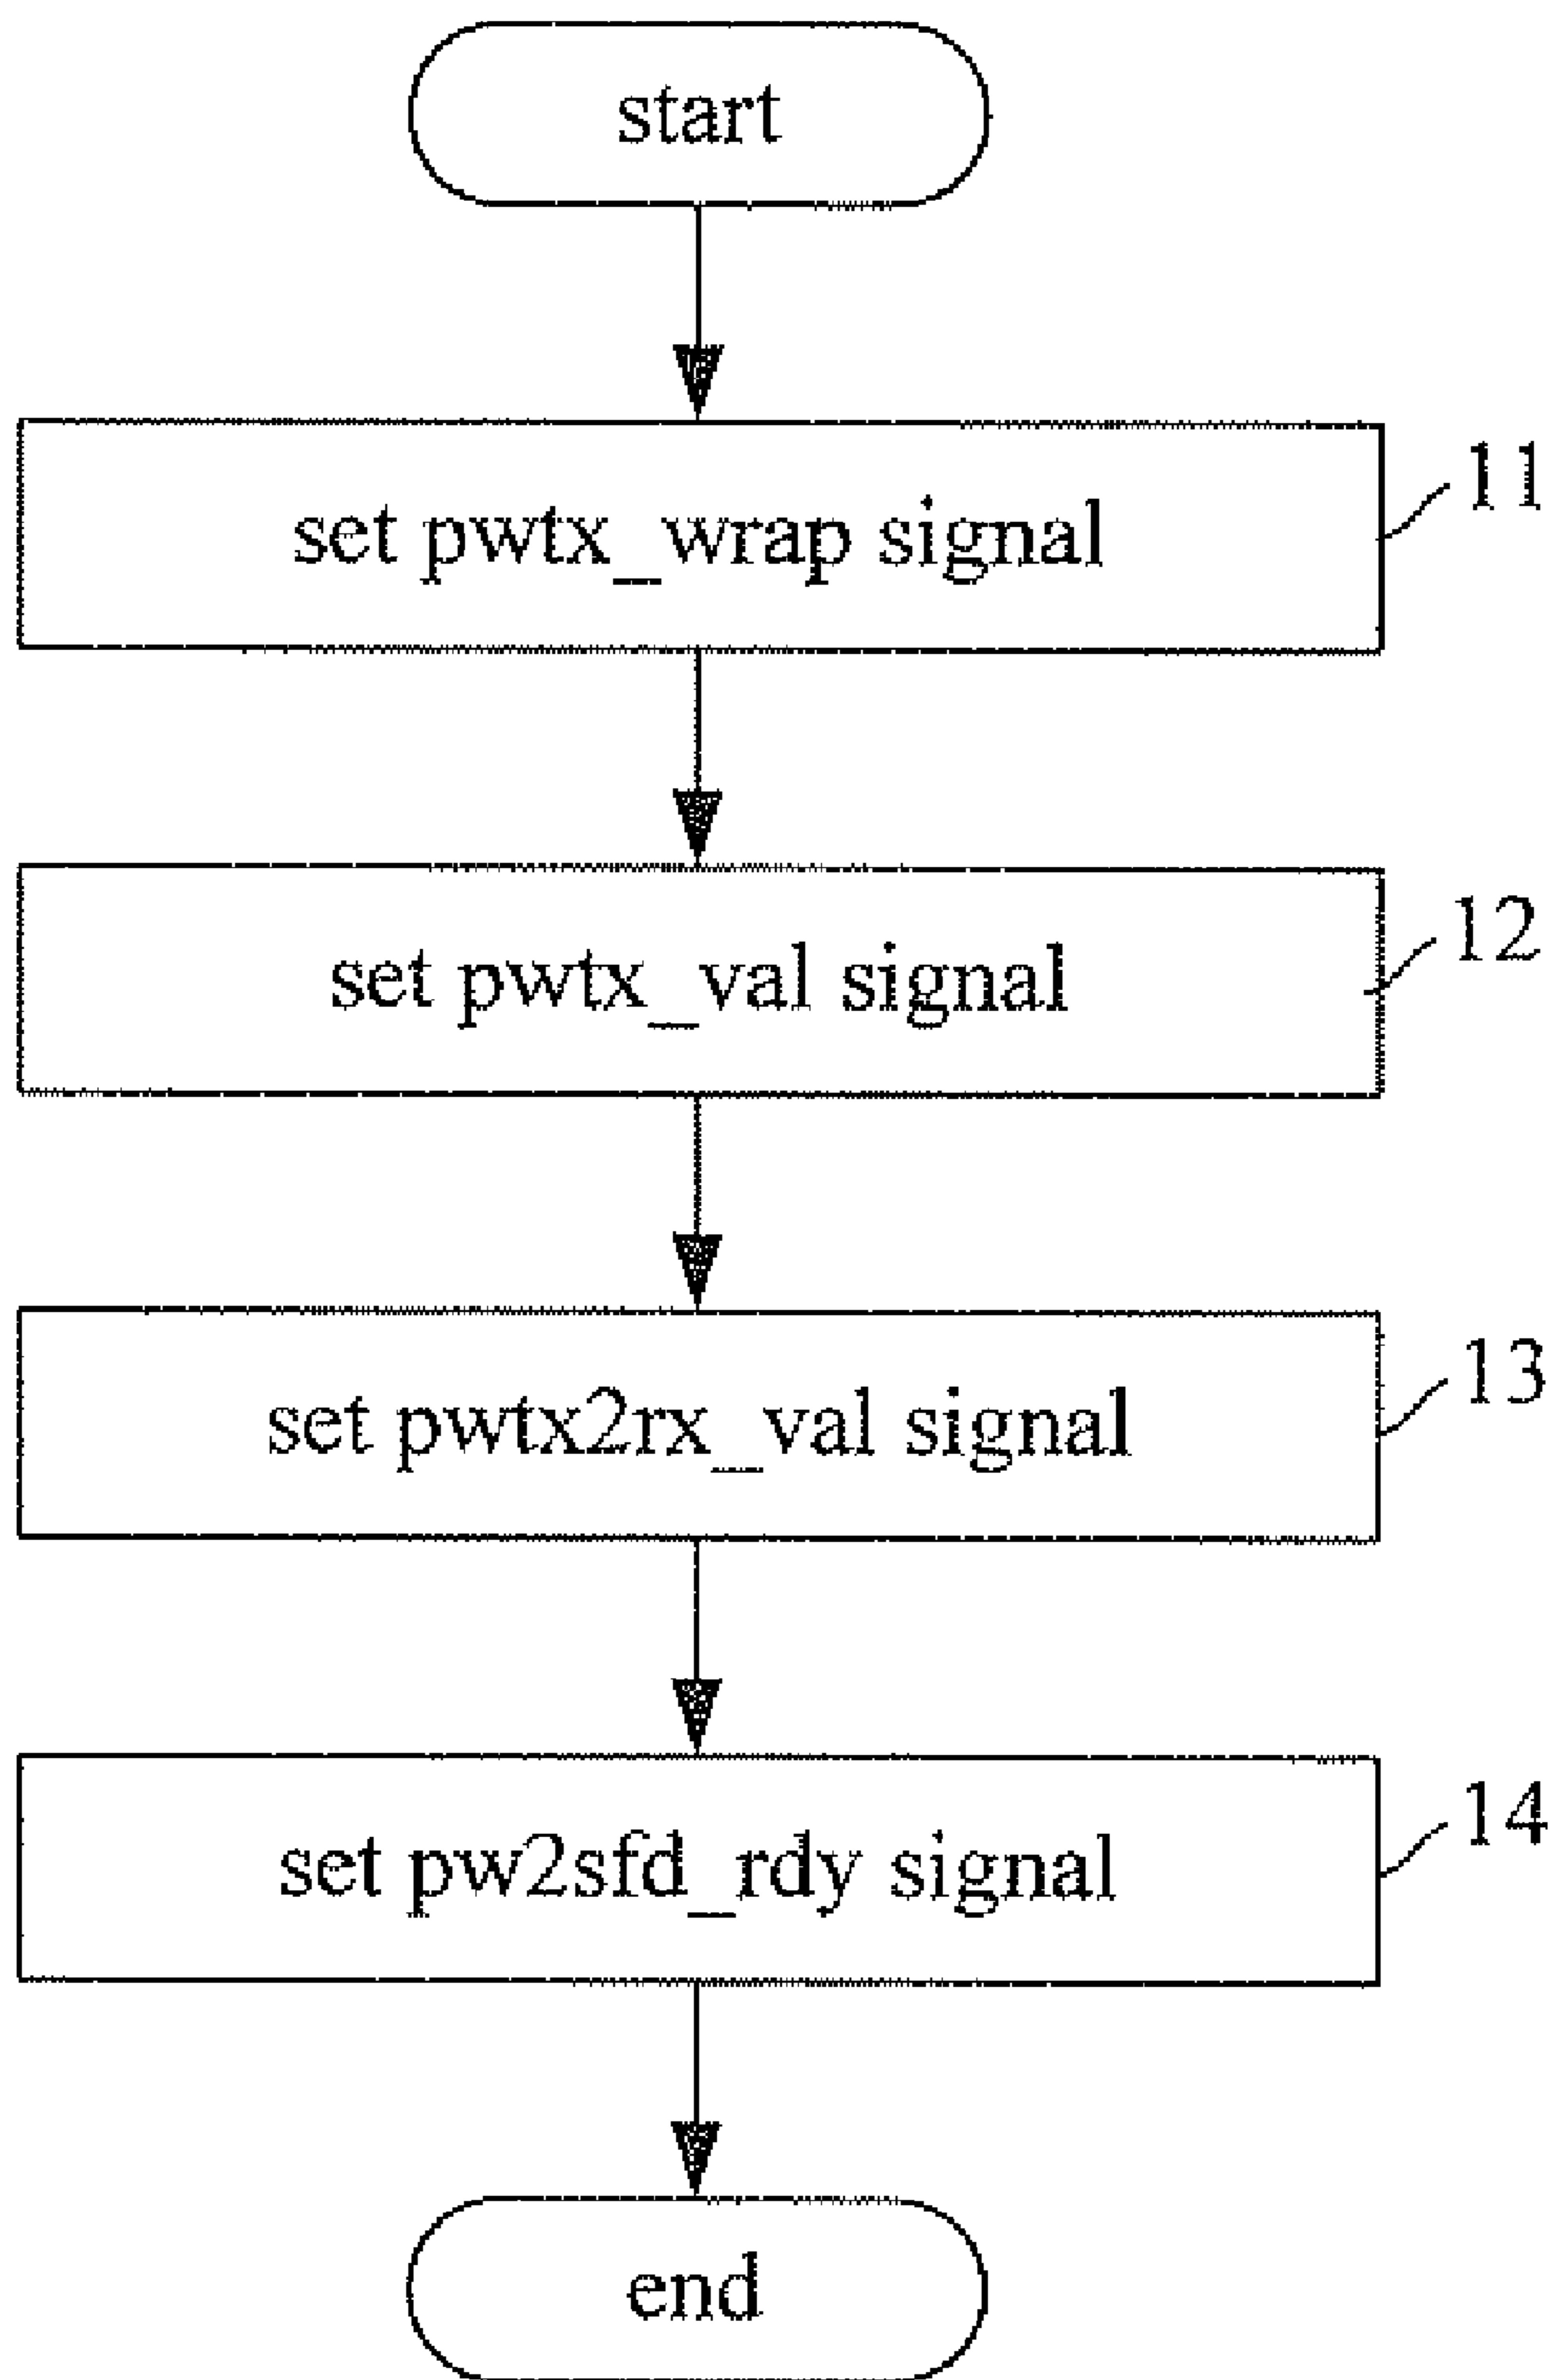 start
set pwtx_wrap signal
11
set pwtx_val signal
12
set pwtx2rx_val signal
13
set pw2sfd_rdy signal
14
end